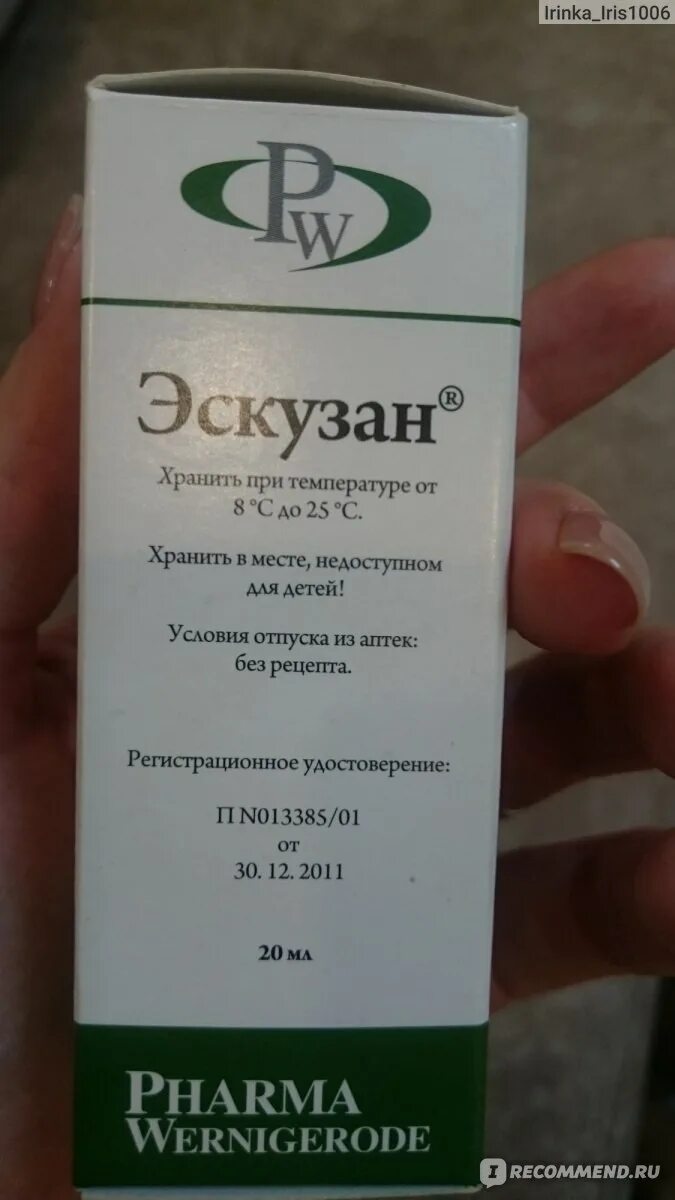 Irinka_Iris1006
PW
Эскузан®
Хранить при температуре от
8 °C до 25 °C.
Хранить в месте, недоступном
для детей!
Условия отпуска из аптек:
без рецепта.
Регистрационное удостоверение:
П N013385/01
от
30. 12. 2011
20 мл
PHARMA
WERNIGERODE
IRECOMMEND.RU